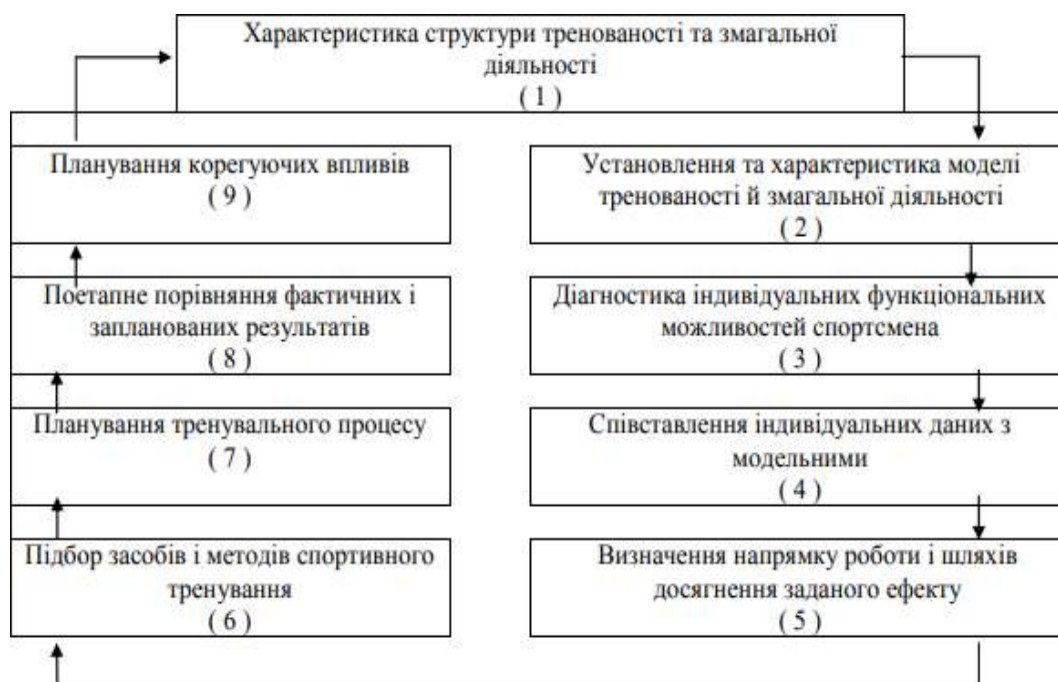 Характеристика структури тренованості та змагальної
діяльності
( 1 )
Установлення та характеристика моделі
тренованості й змагальної діяльності
( 2 )
Діагностика індивідуальних функціональних
можливостей спортсмена
( 3 )
Співставлення індивідуальних даних з
модельними
( 4 )
Визначення напрямку роботи і шляхів
досягнення заданого ефекту
( 5 )
Підбор засобів і методів спортивного
тренування
( 6 )
Планування тренувального процесу
( 7 )
Поетапне порівняння фактичних і
запланованих результатів
( 8 )
Планування корегуючих впливів
( 9 )